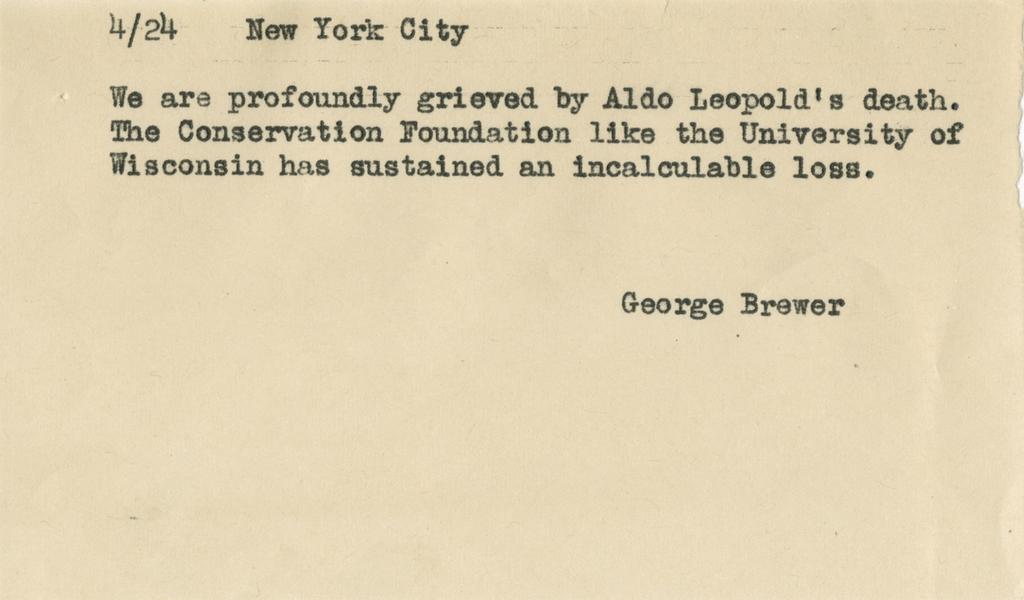 4/24 New York City
We are profoundly grieved by Aldo Leopold's death.
The Conservation Foundation like the University of
Wisconsin has sustained an incalculable loss.
George Brewer